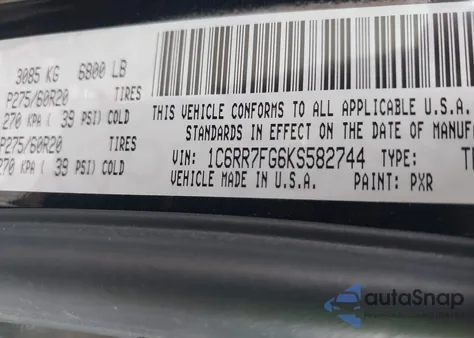 3085 KG 6800 LB
P275/60R20 TIRES
270 KPA ( 39 PSI) COLD
P275/60R20 TIRES
270 KPA ( 39 PSI) COLD
THIS VEHICLE CONFORMS TO ALL APPLICABLE U.S.A.
STANDARDS IN EFFECT ON THE DATE OF MANUF
VIN: 1C6RR7FG6KS582744 TYPE:
VEHICLE MADE IN U.S.A. PAINT: PXR
autaSnap